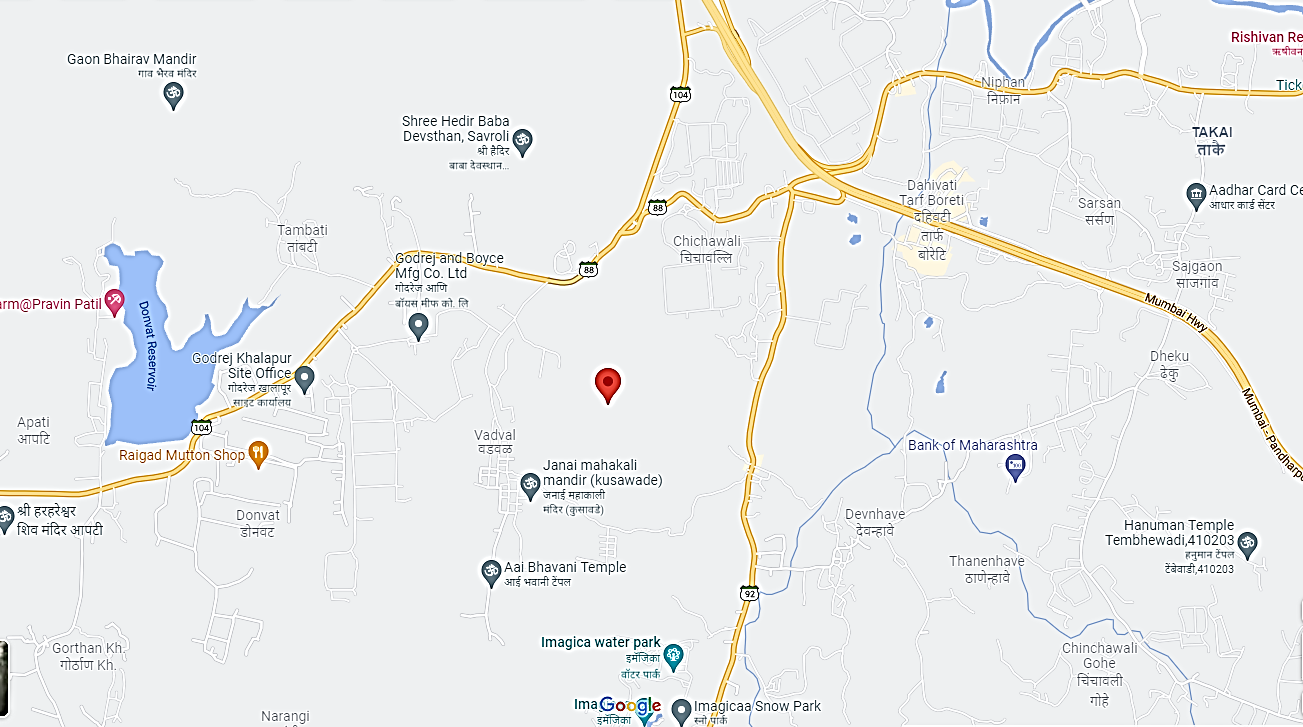 Rishivan Re
ऋषीवन
Gaon Bhairav Mandir
गाव भैरव मंदिर
Tick
Niphan
निफ़ान
104
Shree Hedir Baba
Devsthan, Savroli
श्री हैदिर
बाबा देवस्थान...
TAKAI
ताकै
Dahivati
Tarf Boreti
दहिवटी
तार्फ
बोरेटि
Aadhar Card Ce
आधार कार्ड सेंटर
Sarsan
सर्सण
88
Tambati
तांबटी
Chichawali
चिचावल्लि
Godrej and Boyce
Mfg Co. Ltd
गोदरेज आणि
बॉयस मीफ को. लि
88
Sajgaon
साजगांव
Mumbai Hwy
arm@Pravin Patil
Donvat Reservoir
Godrej Khalapur
Site Office
गोदरेज खालापूर
साइट कार्यालय
Dheku
ढेकु
Mumbai - Pandharpu
Apati
आपटि
104
Vadval
वडवळ
Raigad Mutton Shop
Bank of Maharashtra
Janai mahakali
mandir (kusawade)
जनाई महाकाली
मंदिर (कुसावडे)
श्री हरहरेश्वर
शिव मंदिर आपटी
Donvat
डोनवट
Devnhave
देवन्हावे
Hanuman Temple
Tembhewadi,410203
हनुमान टेंपल
टेंबेवाडी,410203
Aai Bhavani Temple
आई भवानी टेंपल
Thanenhave
ठाणेन्हावे
92
Imagica water park
इमॅजिका
वॉटर पार्क
Gorthan Kh.
गोर्ठाण Kh.
Chinchawali
Gohe
चिंचावली
गोहे
Imag
इमॅजिका
Google
Imagicaa Snow Park
स्नो पार्क
Narangi